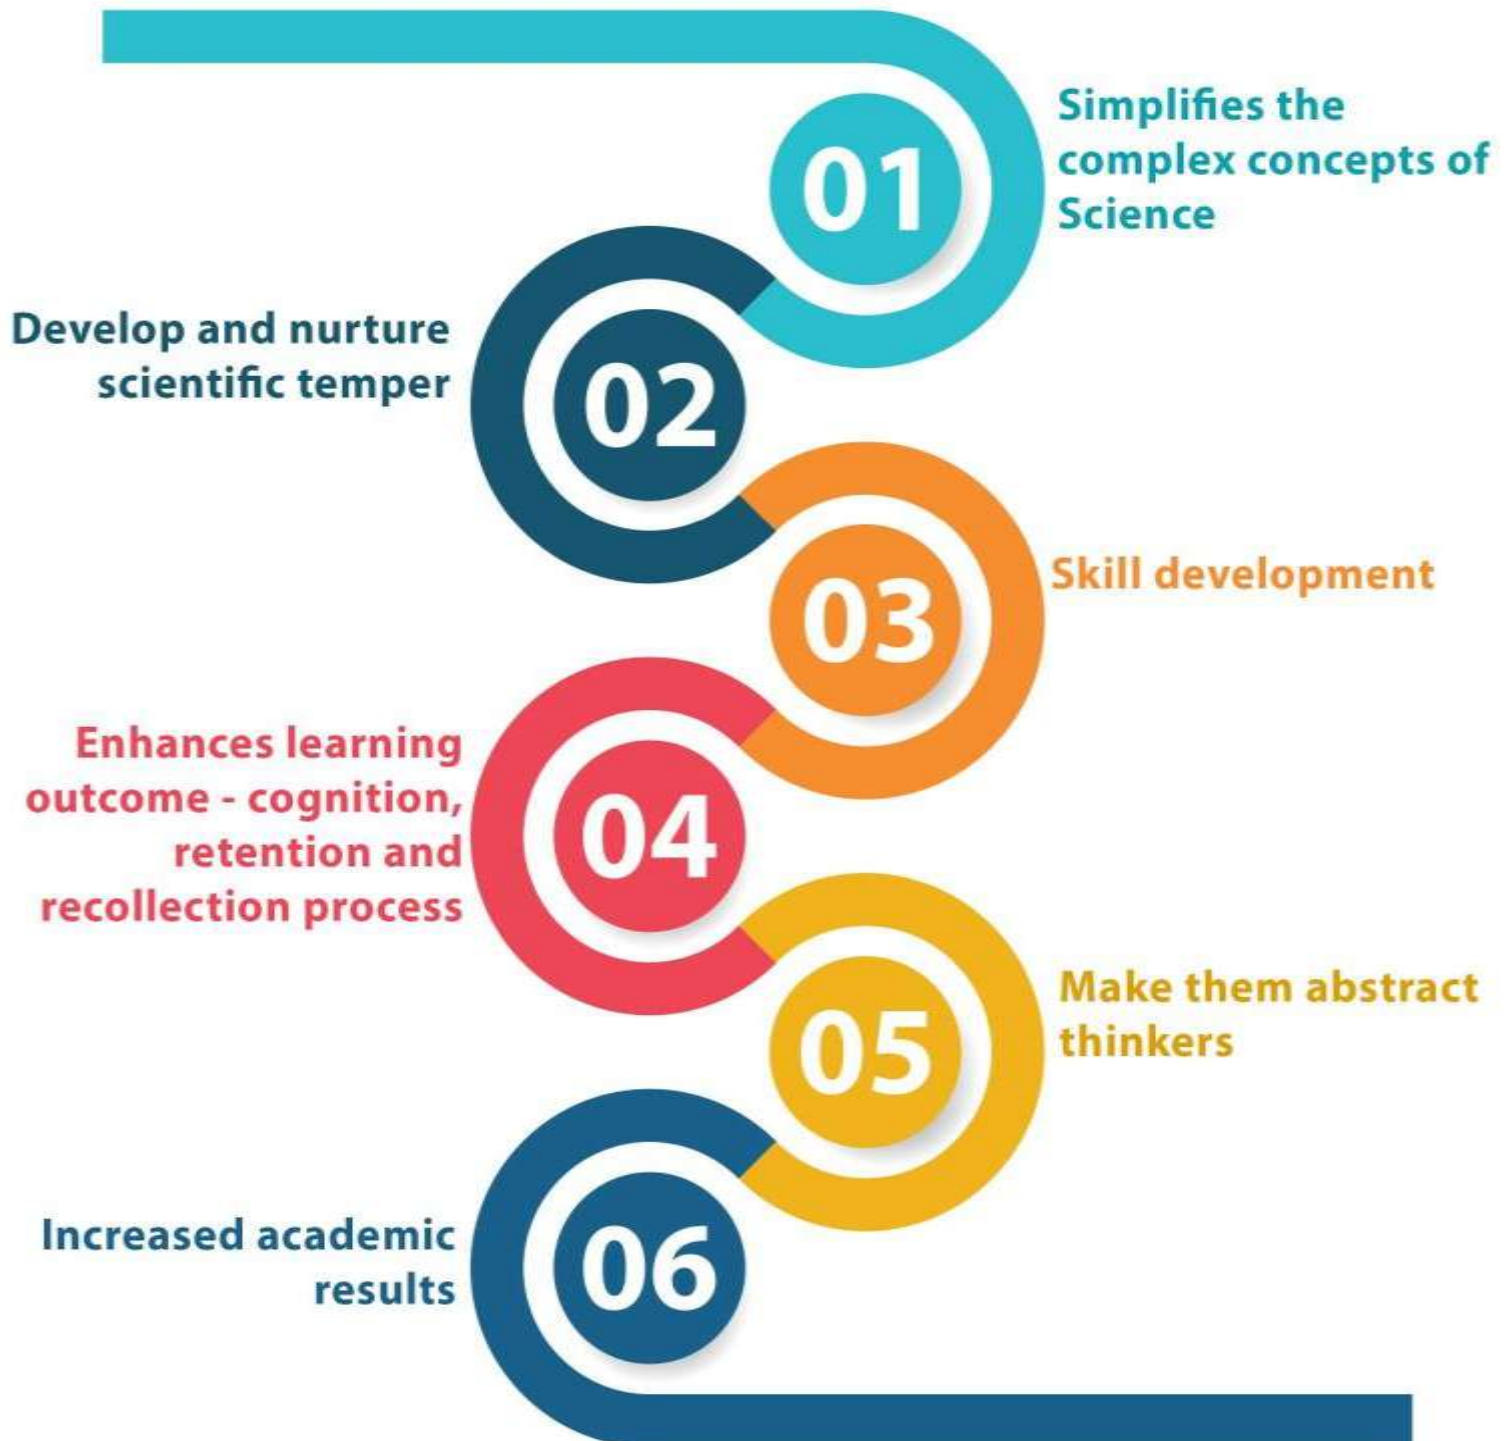 01
Simplifies the
complex concepts of
Science
Develop and nurture
scientific temper
02
03
Skill development
Enhances learning
outcome - cognition,
retention and
recollection process
04
05
Make them abstract
thinkers
Increased academic
results
06